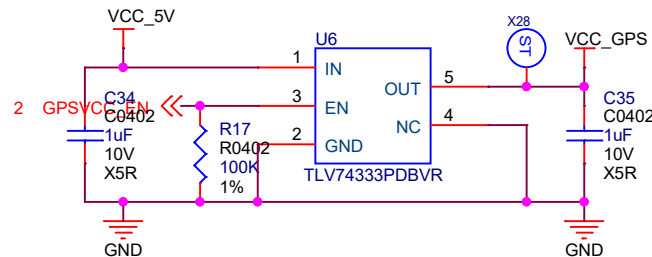 VCC_5V
U6
X28
ST
VCC_GPS
1
IN
OUT
5
2 GPSVCC_EN
3
EN
NC
4
2
GND
TLV74333PDBVR
C34
C0402
1uF
10V
X5R
R17
R0402
100K
1%
C35
C0402
1uF
10V
X5R
GND
GND